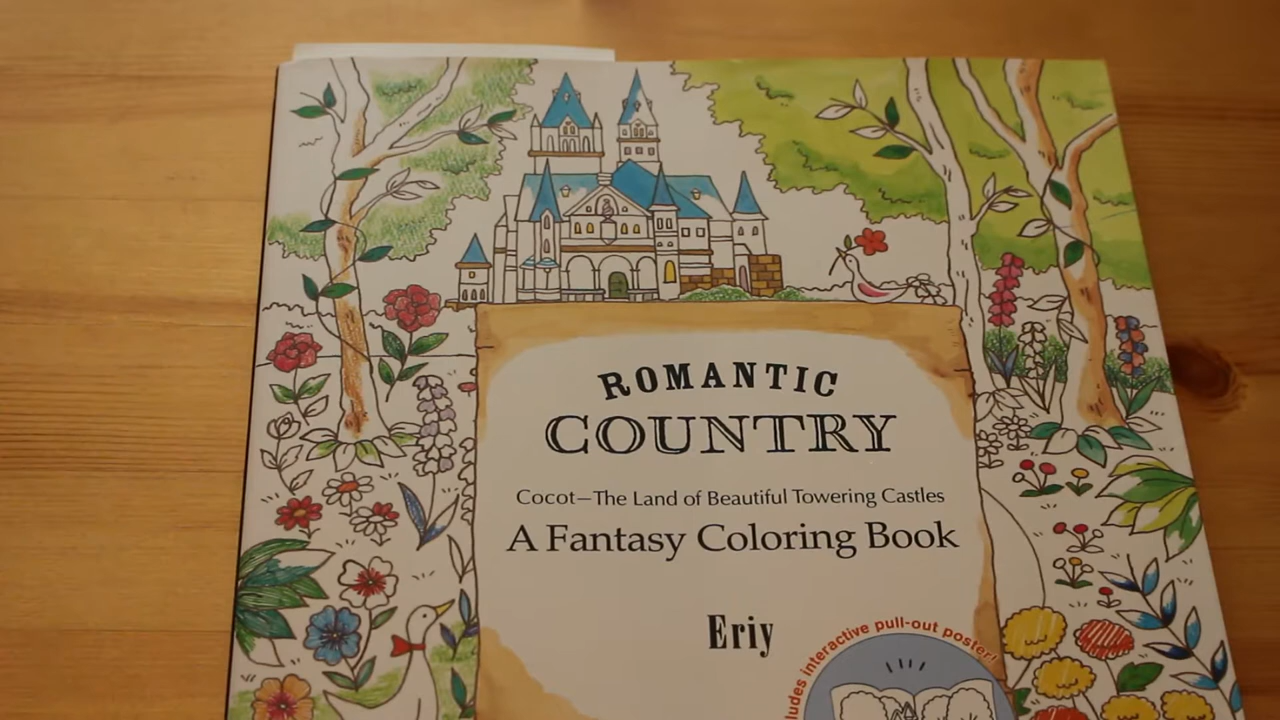 ROMANTIC
COUNTRY
Cocot—The Land of Beautiful Towering Castles
A Fantasy Coloring Book
Eriy
interactive pull-out poster!